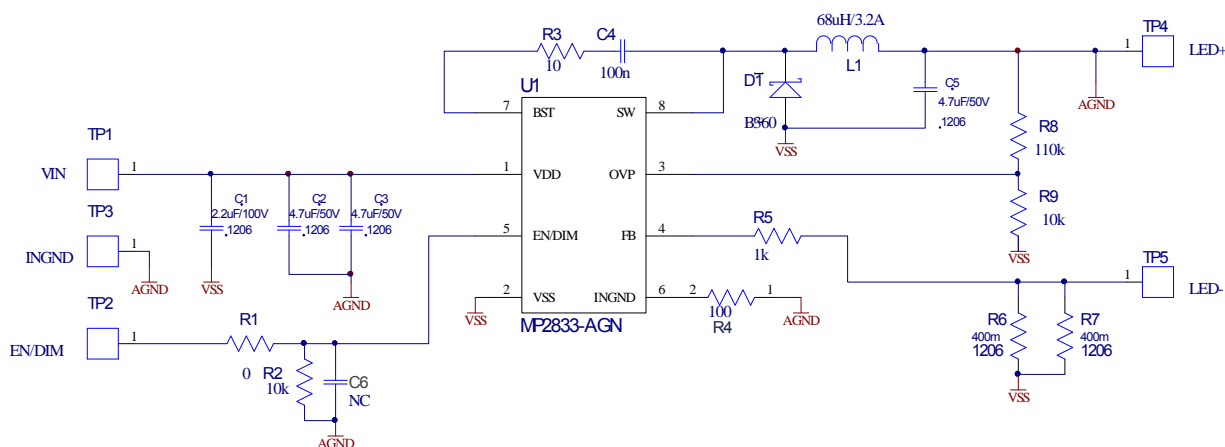 68uH/3.2A
TP4
R3
C4
1
LED+
10
100n
L1
U1
D1
C5
4.7uF/50V
.1206
AGND
7
BST
SW
8
B360
VSS
R8
110k
TP1
VIN
1
1
VDD
OVP
3
C1
2.2uF/100V
.1206
C2
4.7uF/50V
.1206
C3
4.7uF/50V
.1206
R9
10k
TP3
R5
INGND
1
5
EN/DIM
FB
4
1k
VSS
TP5
1
LED-
AGND
VSS
AGND
2
VSS
INGND
6
2
1
VSS
100
AGND
R4
MP2833-AGN
TP2
EN/DIM
1
R1
0
R2
10k
C6
NC
AGND
R6
400m
1206
R7
400m
1206
VSS